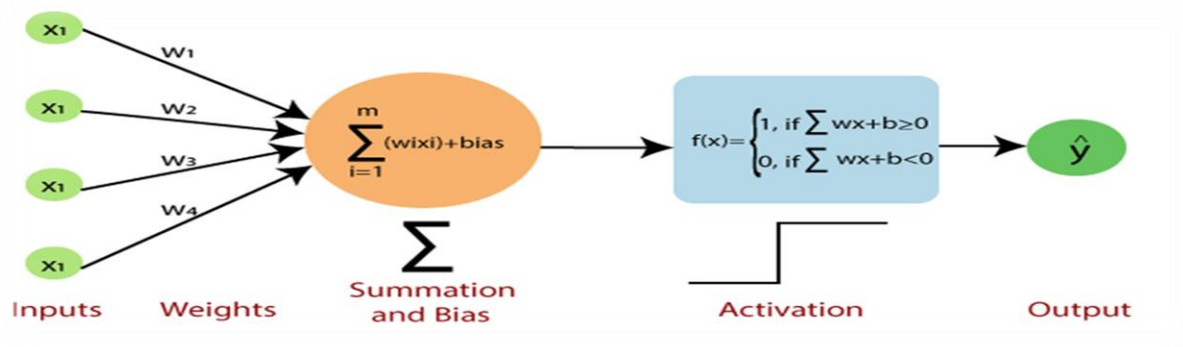 x₁
x₁
x₁
x₁
w₁
w₂
w₃
w₄
m
∑(wixi)+bias
i=1
f(x)={1, if ∑ wx+b≥0
0, if ∑ wx+b<0
ŷ
∑
Inputs
Weights
Summation
and Bias
Activation
Output